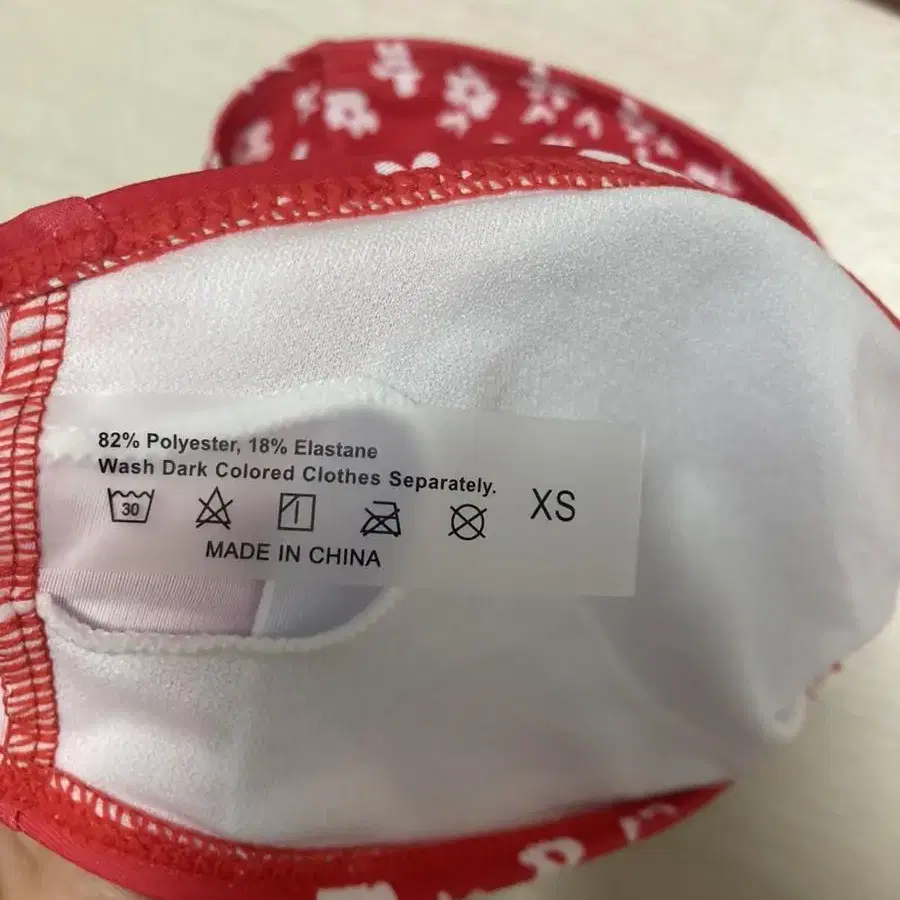 82% Polyester, 18% Elastane
Wash Dark Colored Clothes Separately.
30
XS
MADE IN CHINA